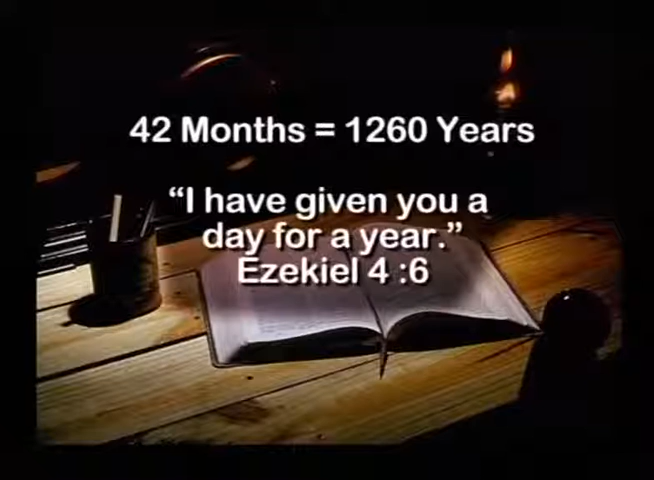 42 Months = 1260 Years
“I have given you a
day for a year.”
Ezekiel 4 :6